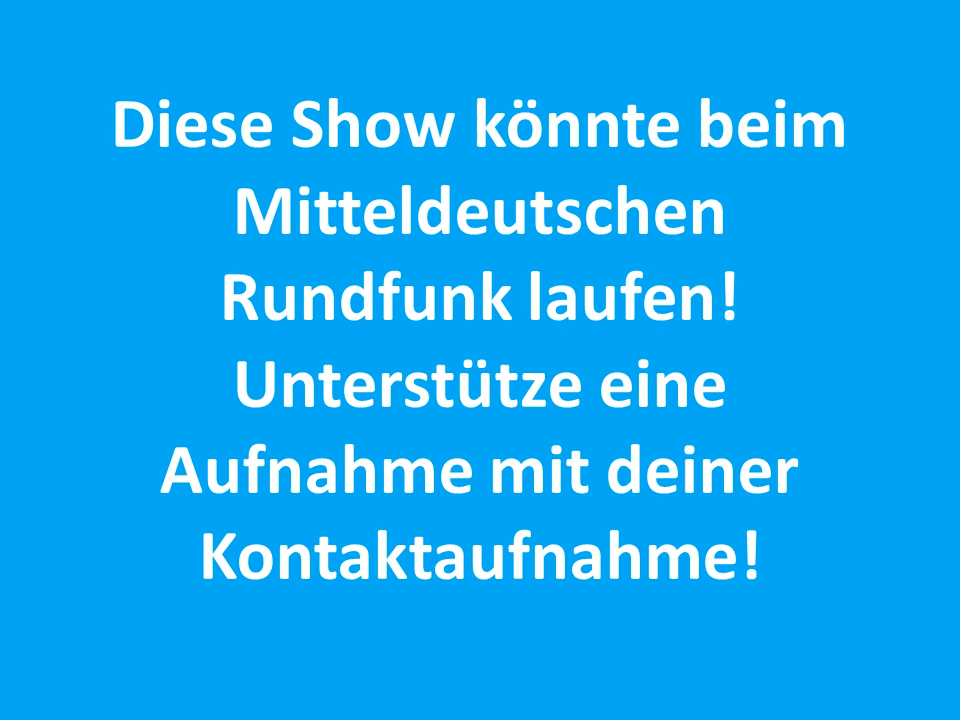 Diese Show könnte beim
Mitteldeutschen
Rundfunk laufen!
Unterstütze eine
Aufnahme mit deiner
Kontaktaufnahme!